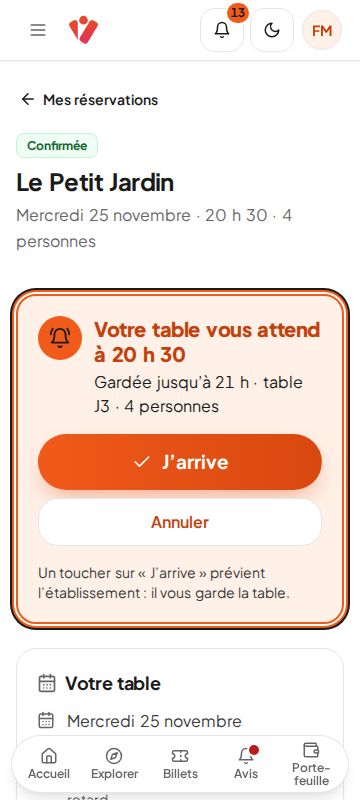 13
FM
Mes réservations
Confirmée
Le Petit Jardin
Mercredi 25 novembre · 20 h 30 · 4
personnes
Votre table vous attend
à 20 h 30
Gardée jusqu’à 21 h · table
J3 · 4 personnes
J’arrive
Annuler
Un toucher sur « J’arrive » prévient
l’établissement : il vous garde la table.
Votre table
Mercredi 25 novembre
Accueil
Explorer
Billets
Avis
Porte-
feuille
retard